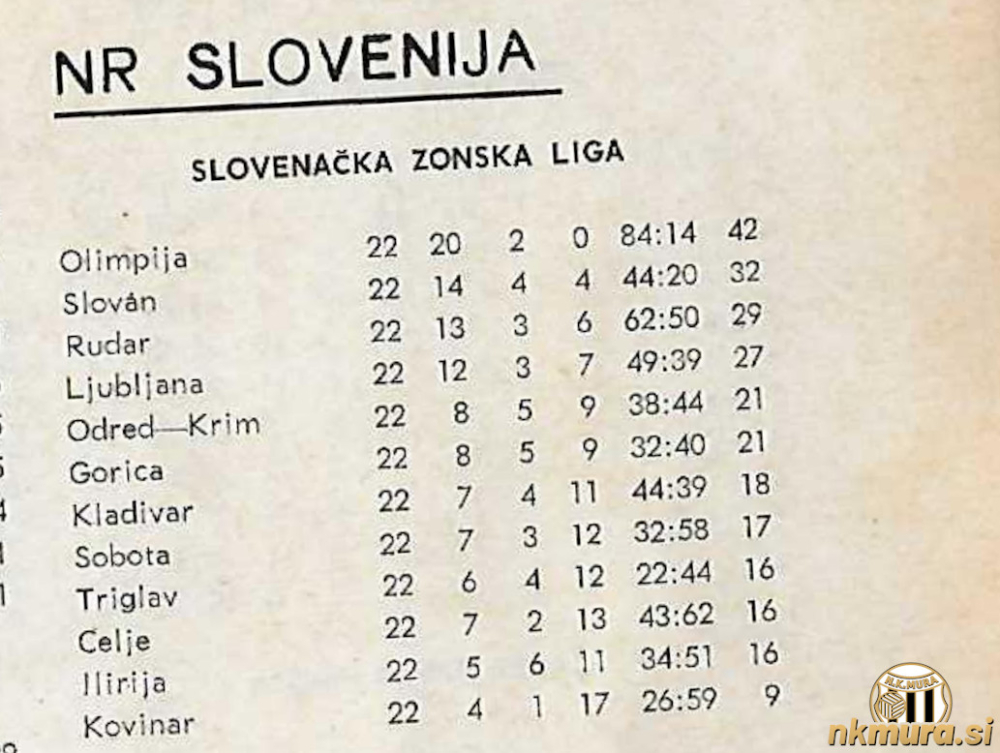 NR SLOVENIJA
SLOVENAČKA ZONSKA LIGA
Olimpija 22 20 2 0 84:14 42
Slován 22 14 4 4 44:20 32
Rudar 22 13 3 6 62:50 29
Ljubljana 22 12 3 7 49:39 27
Odred—Krim 22 8 5 9 38:44 21
Gorica 22 8 5 9 32:40 21
Kladivar 22 7 4 11 44:39 18
Sobota 22 7 3 12 32:58 17
Triglav 22 6 4 12 22:44 16
Celje 22 7 2 13 43:62 16
Ilirija 22 5 6 11 34:51 16
Kovinar 22 4 1 17 26:59 9
N.K. MURA
nkmura.si